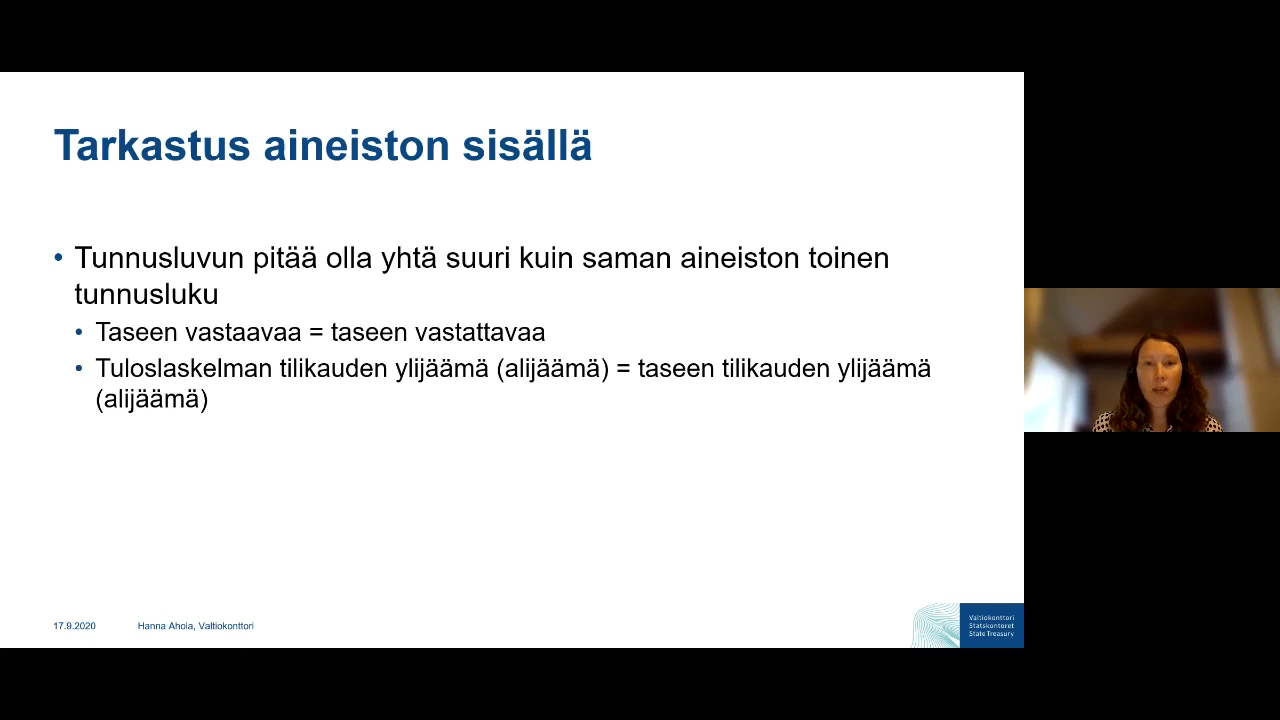 Tarkastus aineiston sisällä
• Tunnusluvun pitää olla yhtä suuri kuin saman aineiston toinen
tunnusluku
• Taseen vastaavaa = taseen vastattavaa
• Tuloslaskelman tilikauden ylijäämä (alijäämä) = taseen tilikauden ylijäämä
(alijäämä)
17.9.2020 Hanna Ahola, Valtiokonttori
Valtiokonttori
Statskontoret
State Treasury